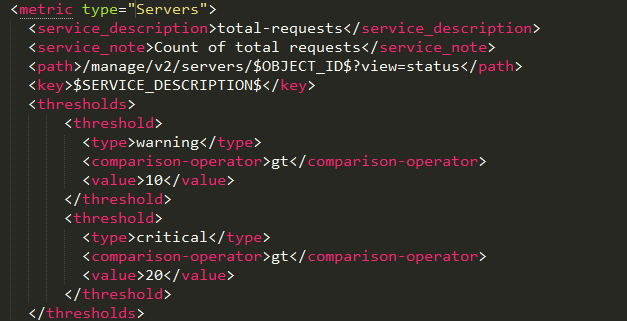 <metric type="Servers">
<service_description>total-requests</service_description>
<service_note>Count of total requests</service_note>
<path>/manage/v2/servers/$OBJECT_ID$?view=status</path>
<key>$SERVICE_DESCRIPTION$</key>
<thresholds>
<threshold>
<type>warning</type>
<comparison-operator>gt</comparison-operator>
<value>10</value>
</threshold>
<threshold>
<type>critical</type>
<comparison-operator>gt</comparison-operator>
<value>20</value>
</threshold>
</thresholds>